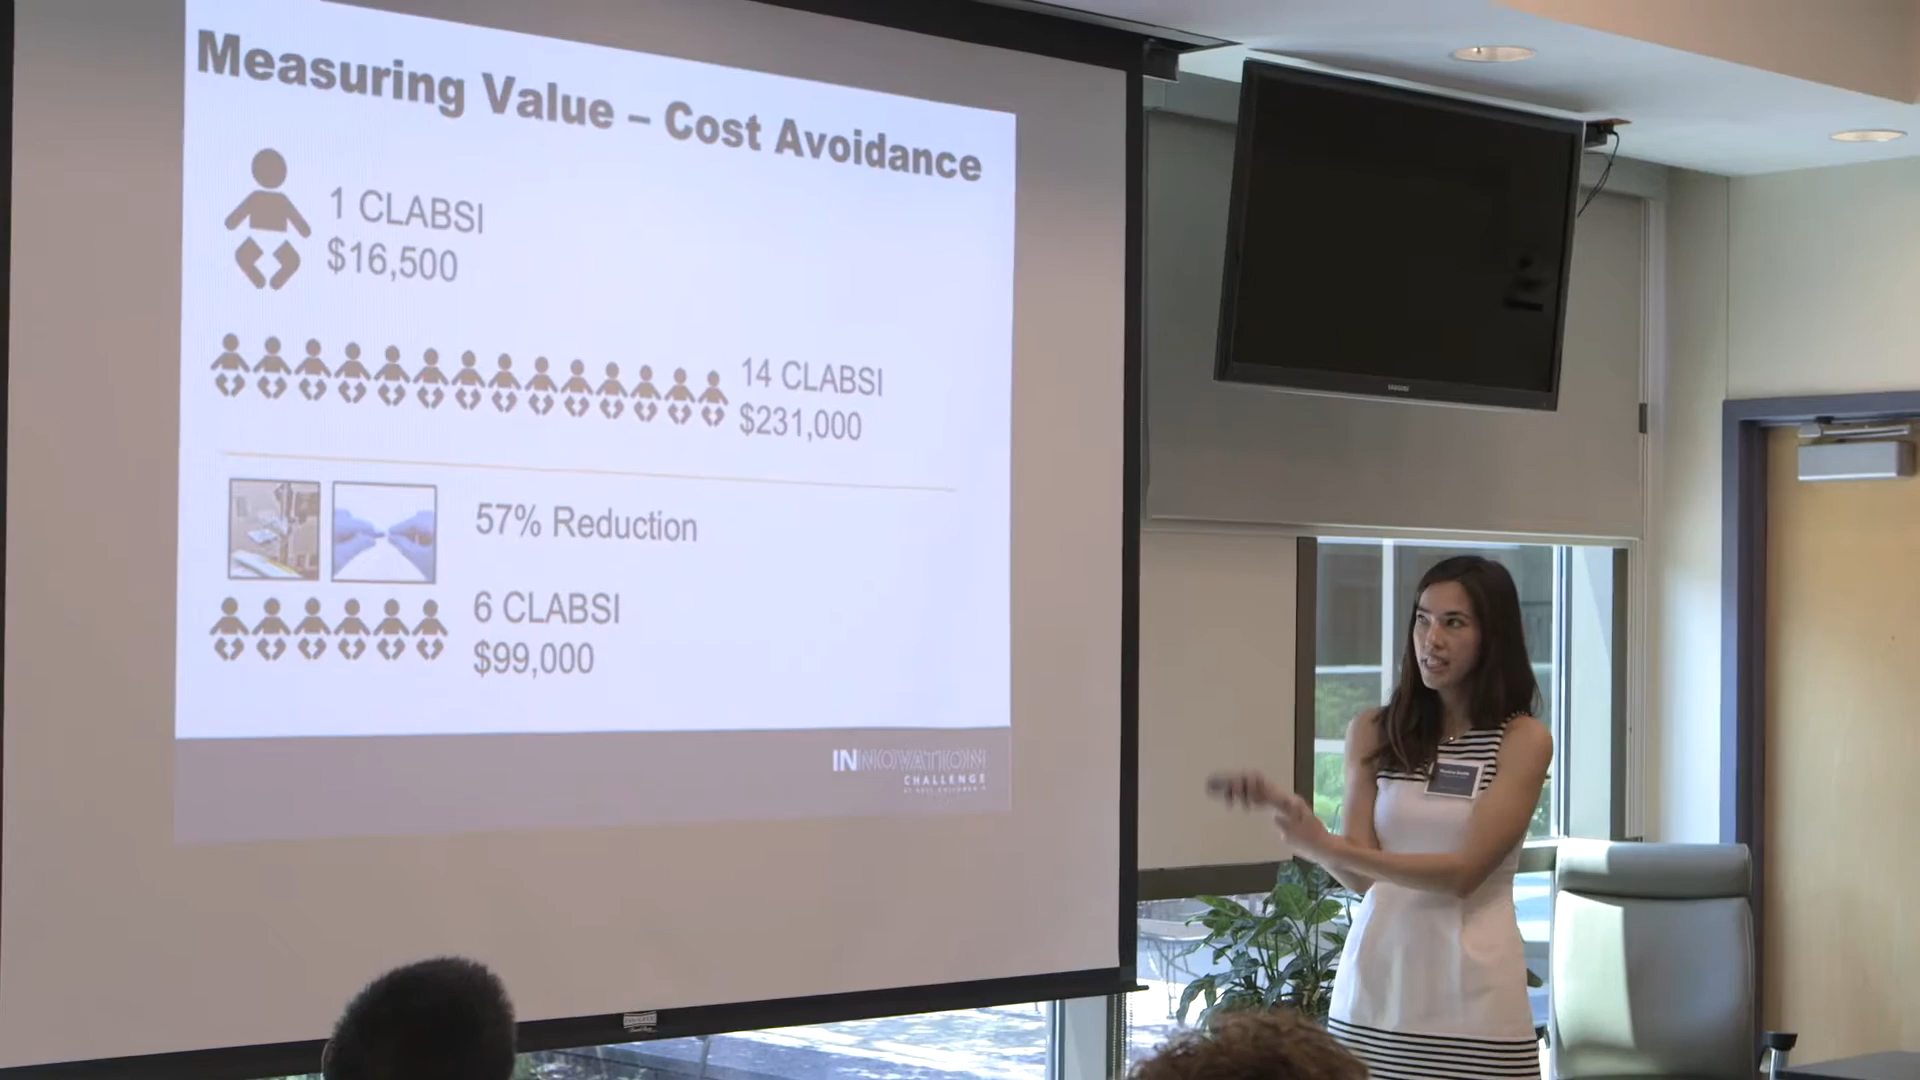 Measuring Value – Cost Avoidance
1 CLABSI
$16,500
14 CLABSI
$231,000
57% Reduction
6 CLABSI
$99,000
INNOVATION
CHALLENGE
SAMSUNG